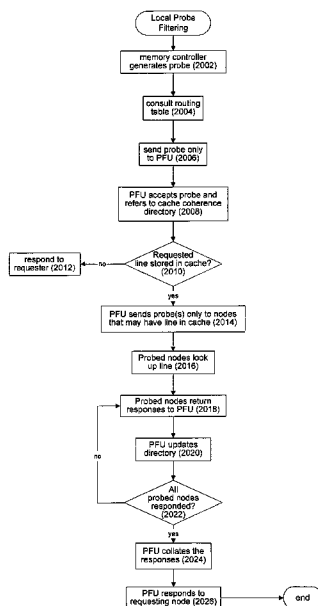 Local Probe
Filtering
memory controller
generates probe (2002)
consult routing
table (2004)
send probe only
to PFU (2006)
PFU accepts probe and
refers to cache coherence
directory (2008)
Requested
line stored in cache?
(2010)
no
respond to
requester (2012)
yes
PFU sends probe(s) only to nodes
that may have line in cache (2014)
Probed nodes look
up line (2016)
Probed nodes return
responses to PFU (2018)
PFU updates
directory (2020)
no
All
probed nodes
responded?
(2022)
yes
PFU collates the
responses (2024)
PFU responds to
requesting node (2026)
end